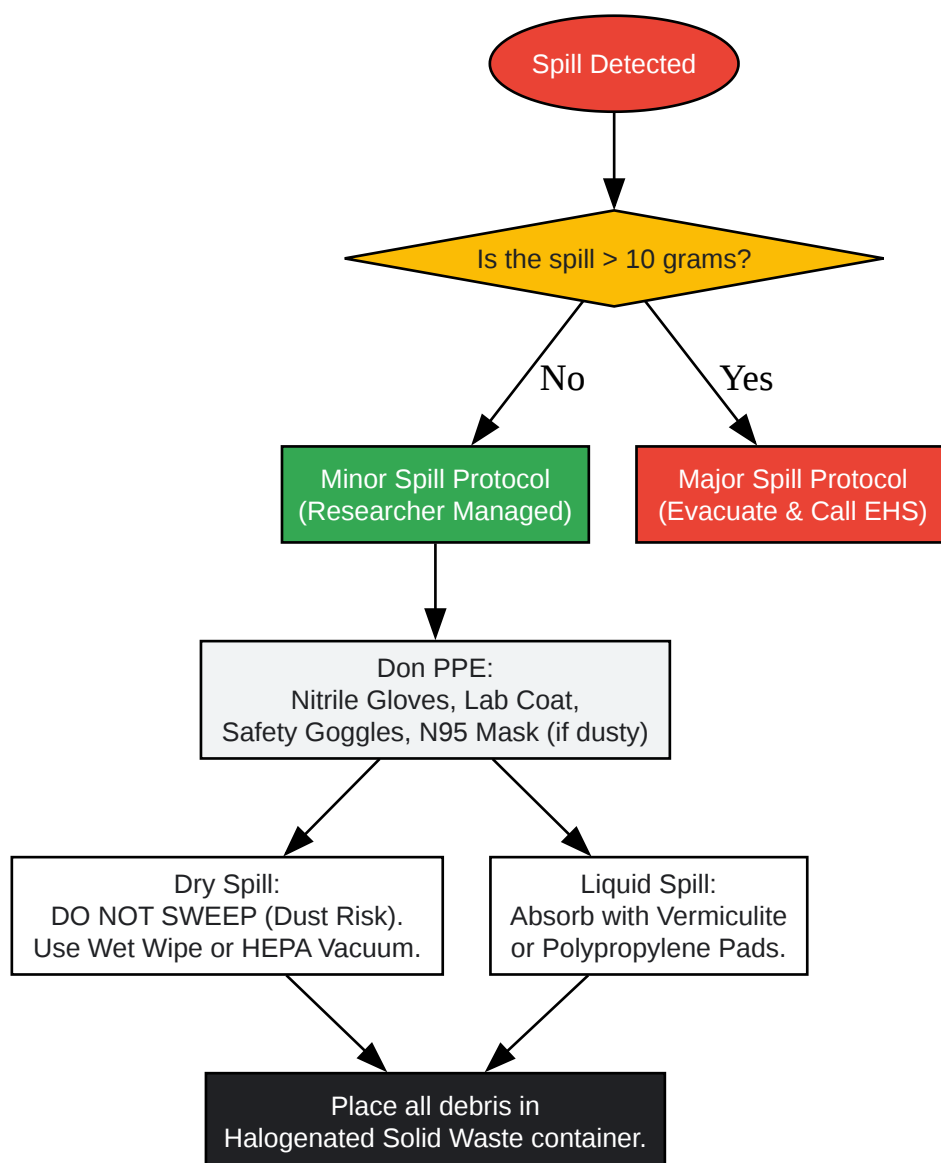 Spill Detected
Is the spill > 10 grams?
No
Yes
Minor Spill Protocol
(Researcher Managed)
Major Spill Protocol
(Evacuate & Call EHS)
Don PPE:
Nitrile Gloves, Lab Coat,
Safety Goggles, N95 Mask (if dusty)
Dry Spill:
DO NOT SWEEP (Dust Risk).
Use Wet Wipe or HEPA Vacuum.
Liquid Spill:
Absorb with Vermiculite
or Polypropylene Pads.
Place all debris in
Halogenated Solid Waste container.